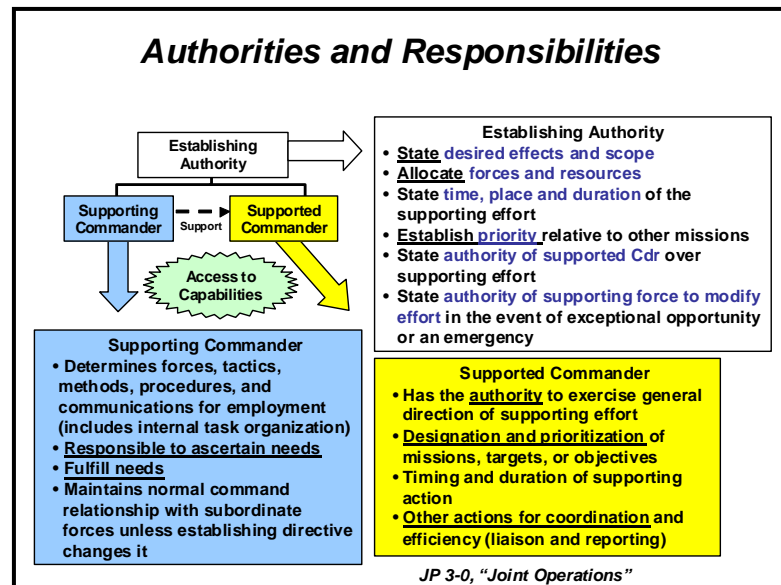 Authorities and Responsibilities
Establishing
Authority
Supporting
Commander
Support
Supported
Commander
Access to
Capabilities
Establishing Authority
• State desired effects and scope
• Allocate forces and resources
• State time, place and duration of the
supporting effort
• Establish priority relative to other missions
• State authority of supported Cdr over
supporting effort
• State authority of supporting force to modify
effort in the event of exceptional opportunity
or an emergency
Supporting Commander
• Determines forces, tactics,
methods, procedures, and
communications for employment
(includes internal task organization)
• Responsible to ascertain needs
• Fulfill needs
• Maintains normal command
relationship with subordinate
forces unless establishing directive
changes it
Supported Commander
• Has the authority to exercise general
direction of supporting effort
• Designation and prioritization of
missions, targets, or objectives
• Timing and duration of supporting
action
• Other actions for coordination and
efficiency (liaison and reporting)
JP 3-0, “Joint Operations”